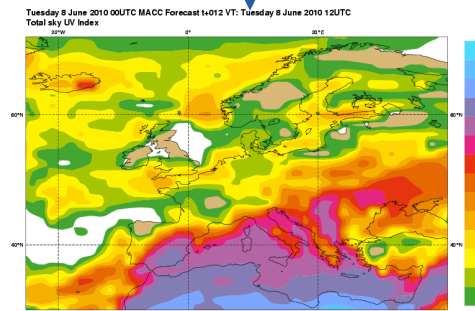 Tuesday 8 June 2010 00UTC MACC Forecast t+012 VT: Tuesday 8 June 2010 12UTC
Total sky UV Index
20°W 0° 20°E
60°N 60°N
40°N 40°N